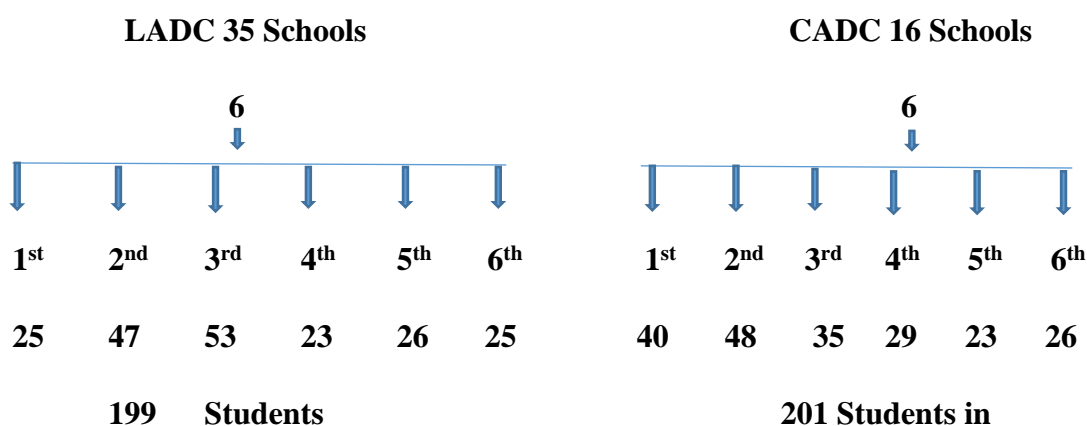 LADC 35 Schools CADC 16 Schools
6 6
1st 2nd 3rd 4th 5th 6th 1st 2nd 3rd 4th 5th 6th
25 47 53 23 26 25 40 48 35 29 23 26
199 Students 201 Students in